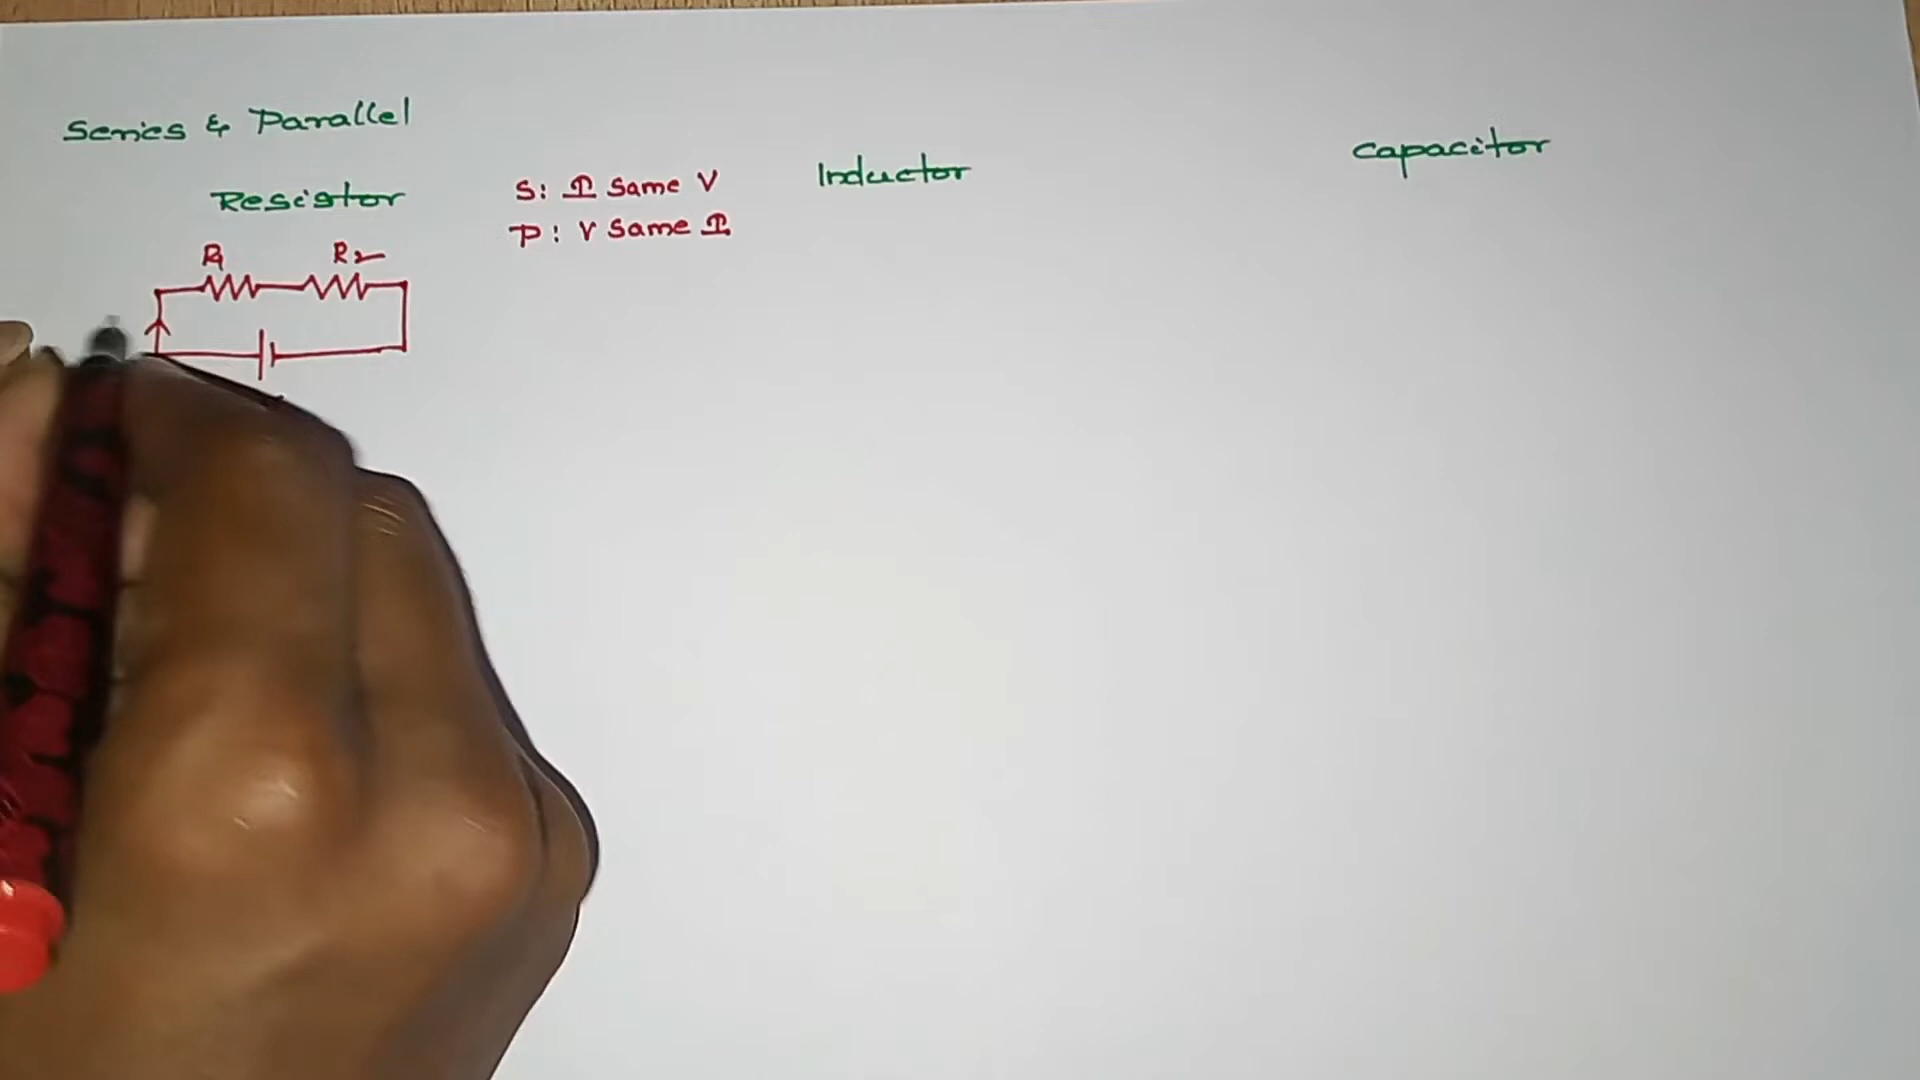 Series & Parallel
Resistor
S: I Same V
P: V Same I
Inductor
Capacitor
R1 R2